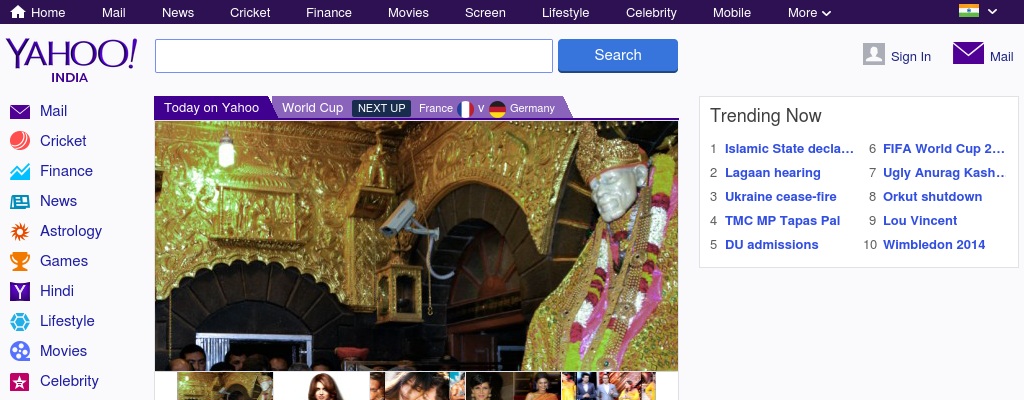 Home Mail News Cricket Finance Movies Screen Lifestyle Celebrity Mobile More
YAHOO!
INDIA
Search
Sign In
Mail
Mail
Cricket
Finance
News
Astrology
Games
Hindi
Lifestyle
Movies
Celebrity
Today on Yahoo World Cup NEXT UP France v Germany
Trending Now
1 Islamic State decla...
2 Lagaan hearing
3 Ukraine cease-fire
4 TMC MP Tapas Pal
5 DU admissions
6 FIFA World Cup 2...
7 Ugly Anurag Kash..
8 Orkut shutdown
9 Lou Vincent
10 Wimbledon 2014